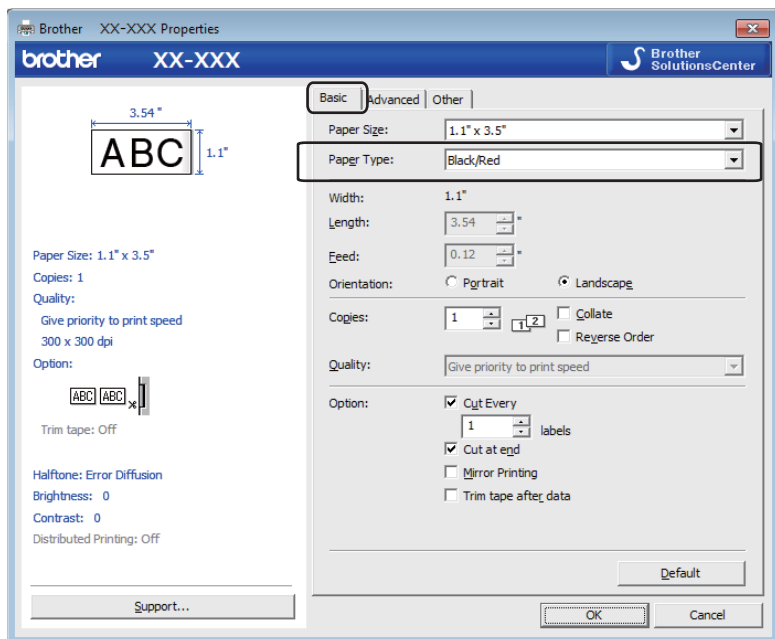 Brother XX-XXX Properties
brother XX-XXX
Brother
SolutionsCenter
3.54 "
ABC
1.1"
Paper Size: 1.1" x 3.5"
Copies: 1
Quality:
Give priority to print speed
300 x 300 dpi
Option:
ABC ABC
Trim tape: Off
Halftone: Error Diffusion
Brightness: 0
Contrast: 0
Distributed Printing: Off
Support...
Basic Advanced Other
Paper Size: 1.1" x 3.5"
Paper Type: Black/Red
Width: 1.1"
Length: 3.54 "
Feed: 0.12 "
Orientation: Portrait Landscape
Copies: 1 1 2 Collate
Reverse Order
Quality: Give priority to print speed
Option: Cut Every
1 labels
Cut at end
Mirror Printing
Trim tape after data
Default
OK Cancel